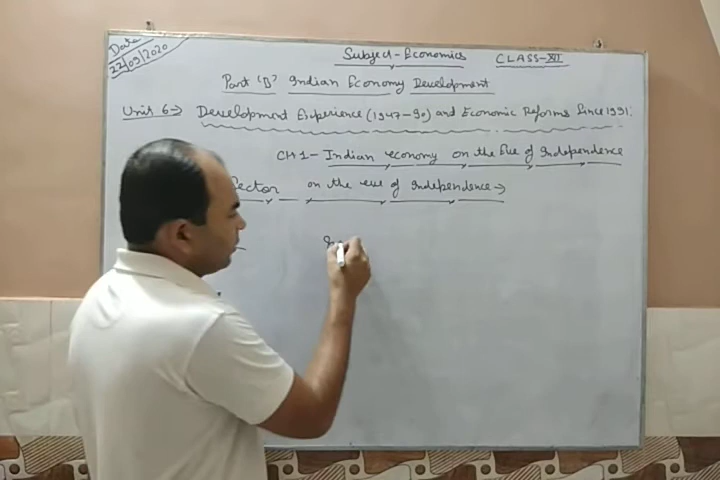 Date
22/09/2020
Subject - Economics CLASS-XII
Part 'B' Indian Economy Development
Unit 6→ Development Experience (1947-90) and Economic Reforms Since 1991.
CH 1 - Indian economy on the Eve of Independence
Sector on the eve of independence→